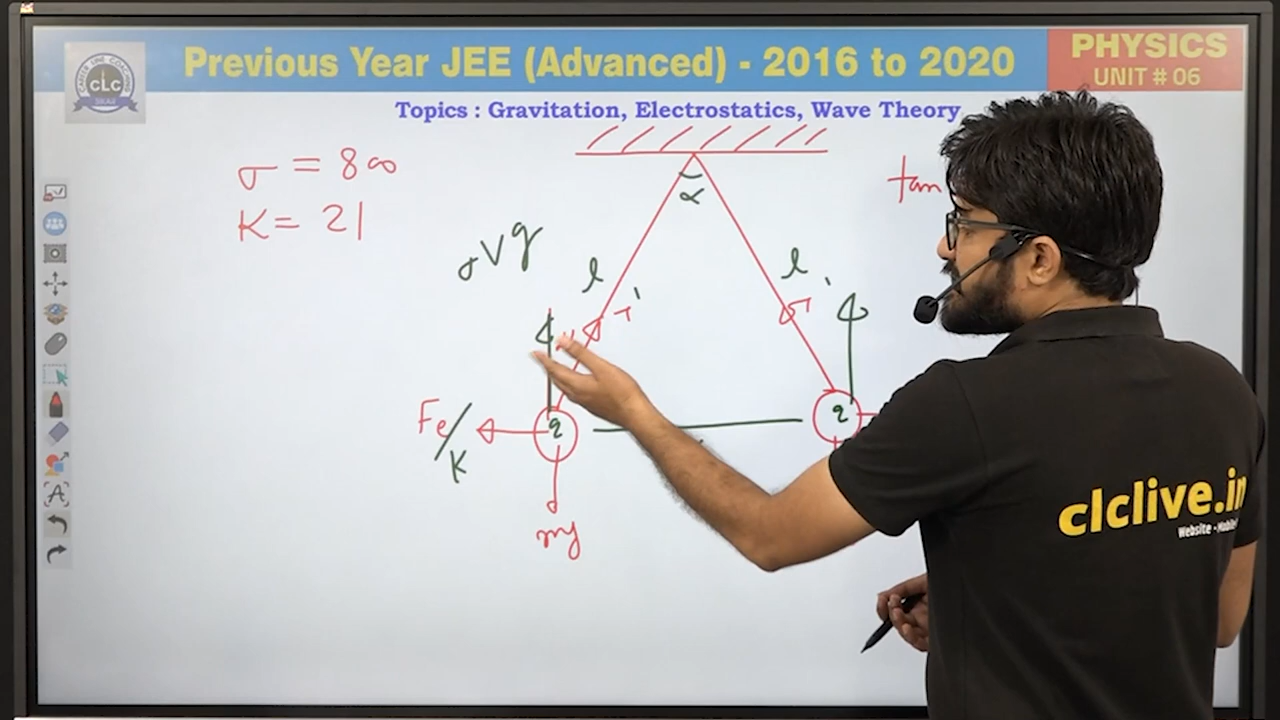 Previous Year JEE (Advanced) - 2016 to 2020
PHYSICS
UNIT # 06
CLC
SIKAR
Topics : Gravitation, Electrostatics, Wave Theory
σ = 800
K = 21
α
tan
σVg
l
l
T'
Fe/K
q
q
mg
clclive.in